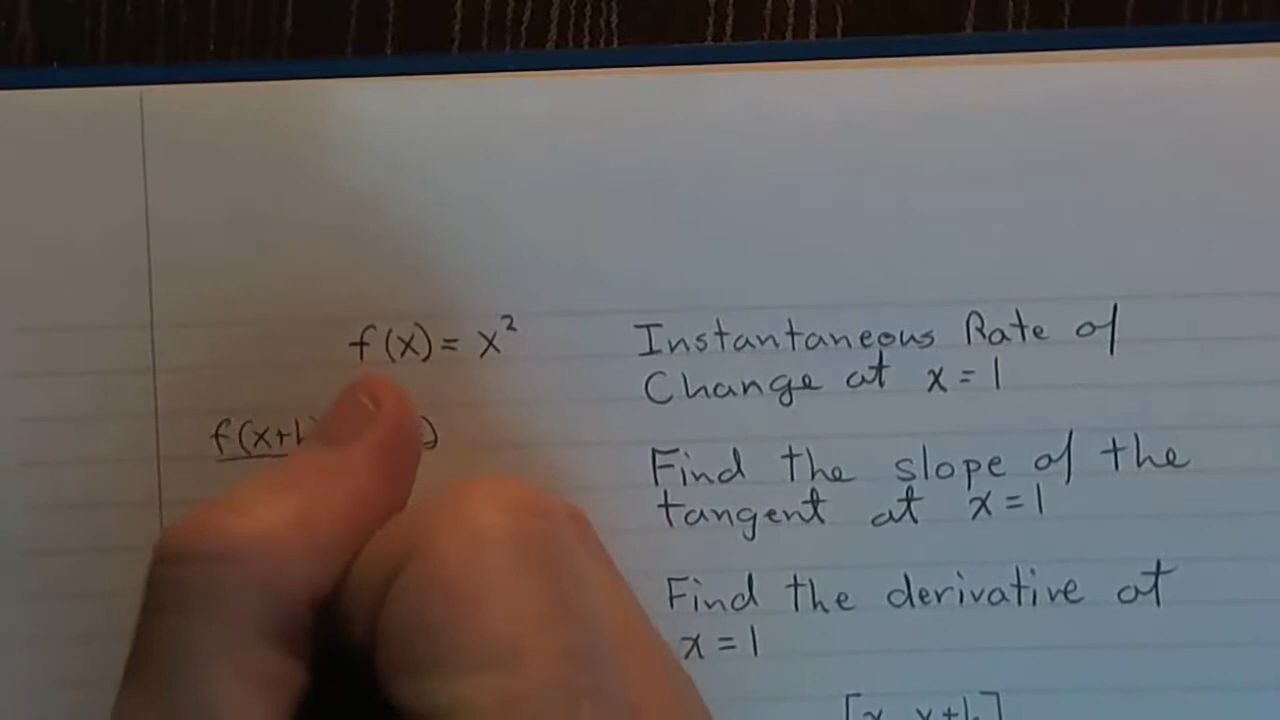 f(x) = x²
f(x+h )
Instantaneous Rate of
Change at x = 1
Find the slope of the
tangent at x = 1
Find the derivative at
x = 1
[x, x+h]